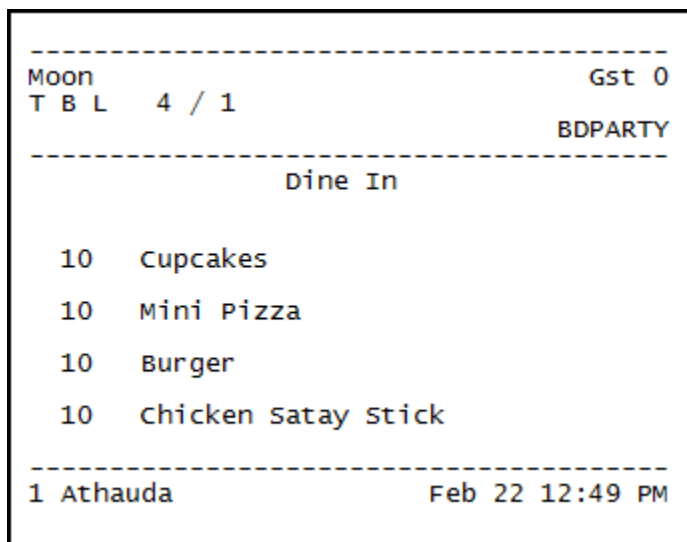 ----------------------------------------
Moon Gst 0
T B L 4 / 1
BDPARTY
----------------------------------------
Dine In
10 Cupcakes
10 Mini Pizza
10 Burger
10 Chicken Satay Stick
----------------------------------------
1 Athauda Feb 22 12:49 PM